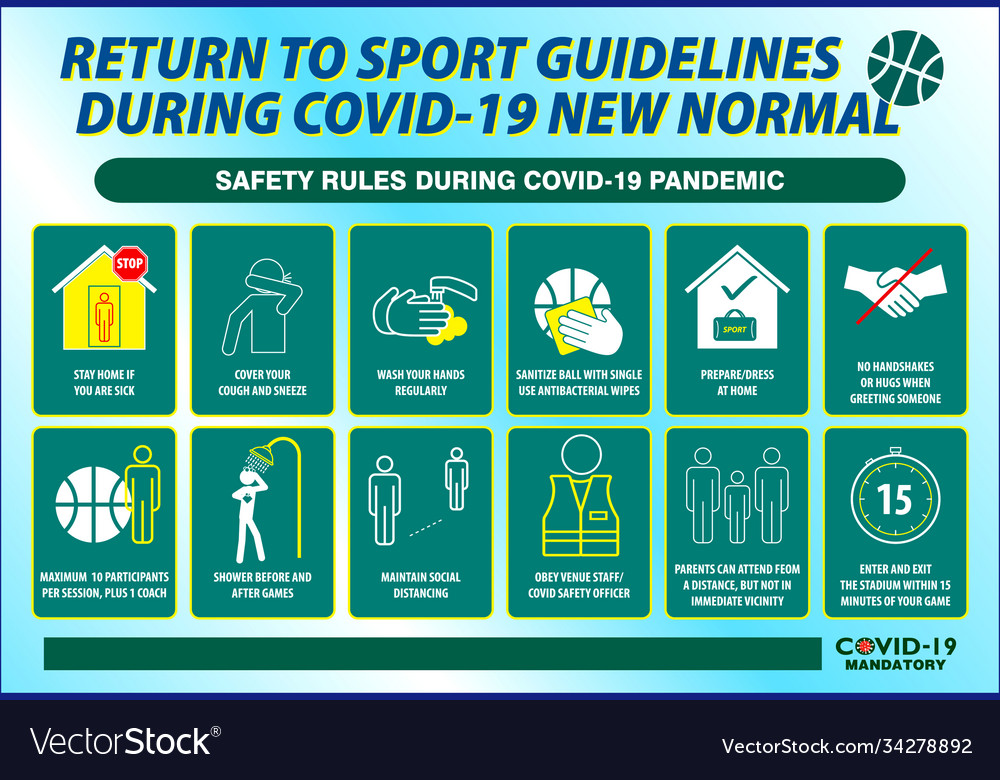 RETURN TO SPORT GUIDELINES
DURING COVID-19 NEW NORMAL
SAFETY RULES DURING COVID-19 PANDEMIC
STOP
STAY HOME IF
YOU ARE SICK
COVER YOUR
COUGH AND SNEEZE
WASH YOUR HANDS
REGULARLY
SANITIZE BALL WITH SINGLE
USE ANTIBACTERIAL WIPES
SPORT
PREPARE/DRESS
AT HOME
NO HANDSHAKES
OR HUGS WHEN
GREETING SOMEONE
MAXIMUM 10 PARTICIPANTS
PER SESSION, PLUS 1 COACH
SHOWER BEFORE AND
AFTER GAMES
MAINTAIN SOCIAL
DISTANCING
OBEY VENUE STAFF/
COVID SAFETY OFFICER
PARENTS CAN ATTEND FEOM
A DISTANCE, BUT NOT IN
IMMEDIATE VICINITY
15
ENTER AND EXIT
THE STADIUM WITHIN 15
MINUTES OF YOUR GAME
COVID-19
MANDATORY
VectorStock®
VectorStock.com/34278892